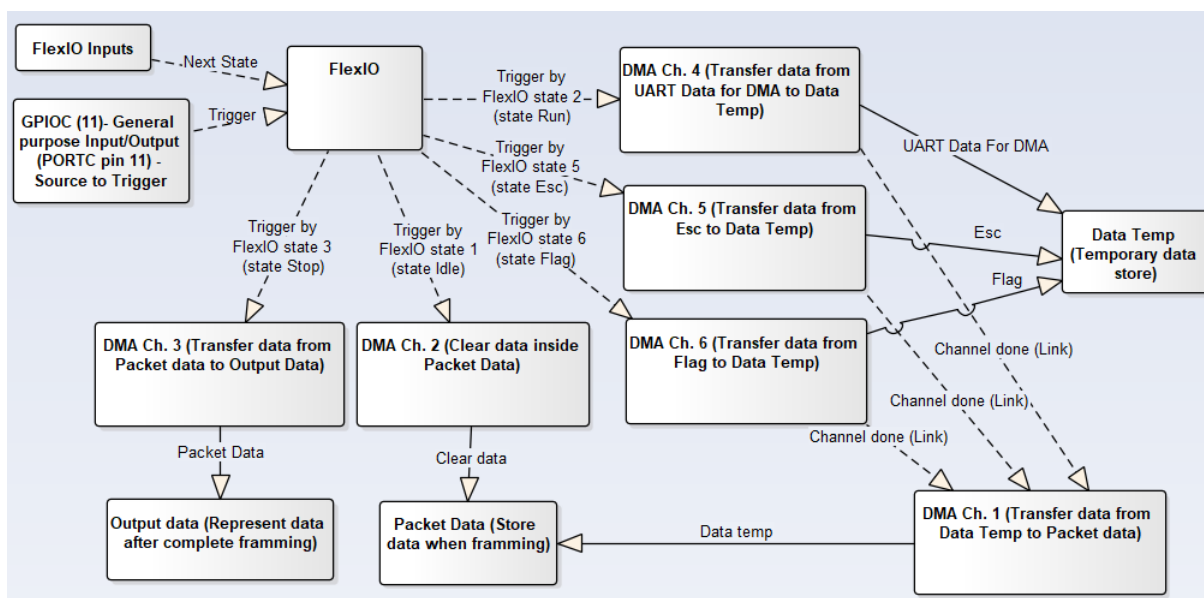 FlexIO Inputs
Next State
GPIOC (11)- General
purpose Input/Output
(PORTC pin 11) -
Source to Trigger
Trigger
FlexIO
Trigger by
FlexIO state 2
(state Run)
DMA Ch. 4 (Transfer data from
UART Data for DMA to Data
Temp)
UART Data For DMA
Trigger by
FlexIO state 5
(state Esc)
DMA Ch. 5 (Transfer data from
Esc to Data Temp)
Esc
Data Temp
(Temporary data
store)
Trigger by
FlexIO state 3
(state Stop)
Trigger by
FlexIO state 1
(state Idle)
Trigger by
FlexIO state 6
(state Flag)
Flag
DMA Ch. 3 (Transfer data from
Packet data to Output Data)
DMA Ch. 2 (Clear data inside
Packet Data)
DMA Ch. 6 (Transfer data from
Flag to Data Temp)
Channel done (Link)
Channel done (Link)
Channel done (Link)
Packet Data
Clear data
Output data (Represent data
after complete framming)
Packet Data (Store
data when framming)
Data temp
DMA Ch. 1 (Transfer data from
Data Temp to Packet data)